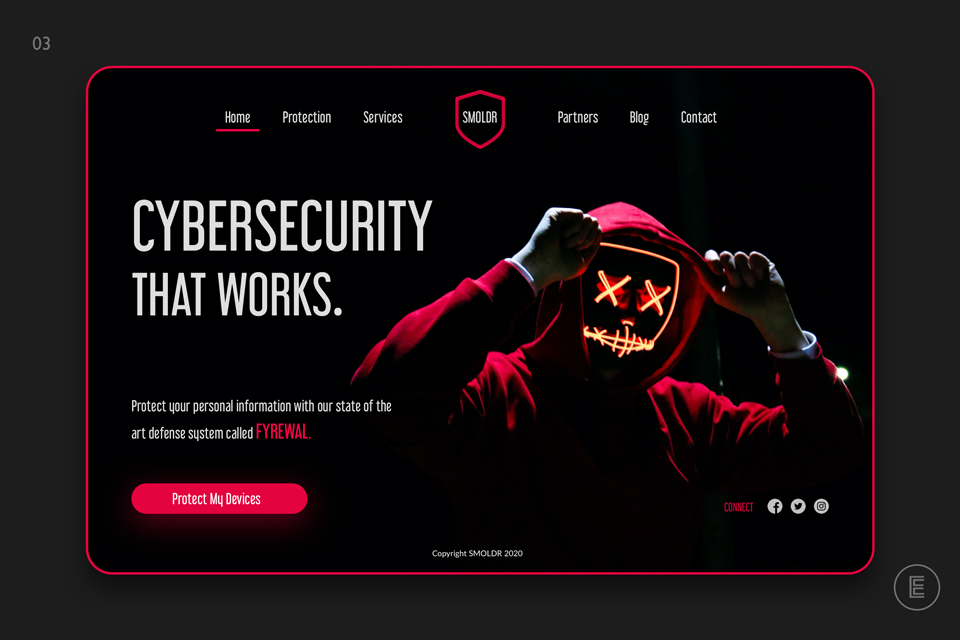 03
Home Protection Services SMOLDR Partners Blog Contact
CYBERSECURITY
THAT WORKS.
Protect your personal information with our state of the
art defense system called FYREWAL.
Protect My Devices
CONNECT
Copyright SMOLDR 2020